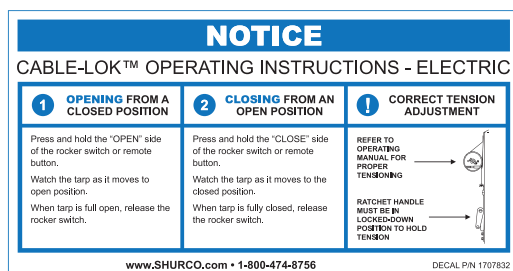 NOTICE
CABLE-LOK™ OPERATING INSTRUCTIONS - ELECTRIC
1
OPENING FROM A
CLOSED POSITION
Press and hold the “OPEN” side
of the rocker switch or remote
button.
Watch the tarp as it moves to
open position.
When tarp is full open, release the
rocker switch.
2
CLOSING FROM AN
OPEN POSITION
Press and hold the “CLOSE” side
of the rocker switch or remote
button.
Watch the tarp as it moves to the
closed position.
When tarp is fully closed, release
the rocker switch.
!
CORRECT TENSION
ADJUSTMENT
REFER TO
OPERATING
MANUAL FOR
PROPER
TENSIONING
RATCHET HANDLE
MUST BE IN
LOCKED-DOWN
POSITION TO HOLD
TENSION
www.SHURCO.com • 1-800-474-8756
DECAL P/N 1707832